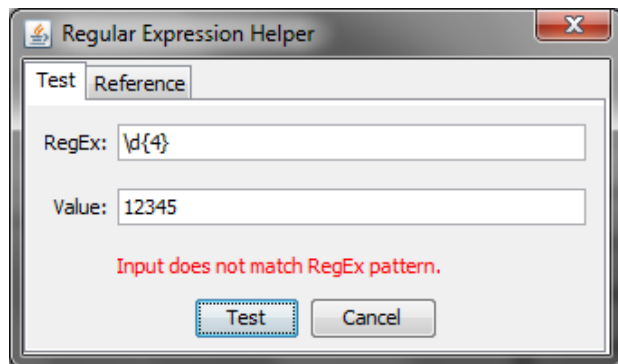 Regular Expression Helper
Test Reference
RegEx: \d{4}
Value: 12345
Input does not match RegEx pattern.
Test Cancel